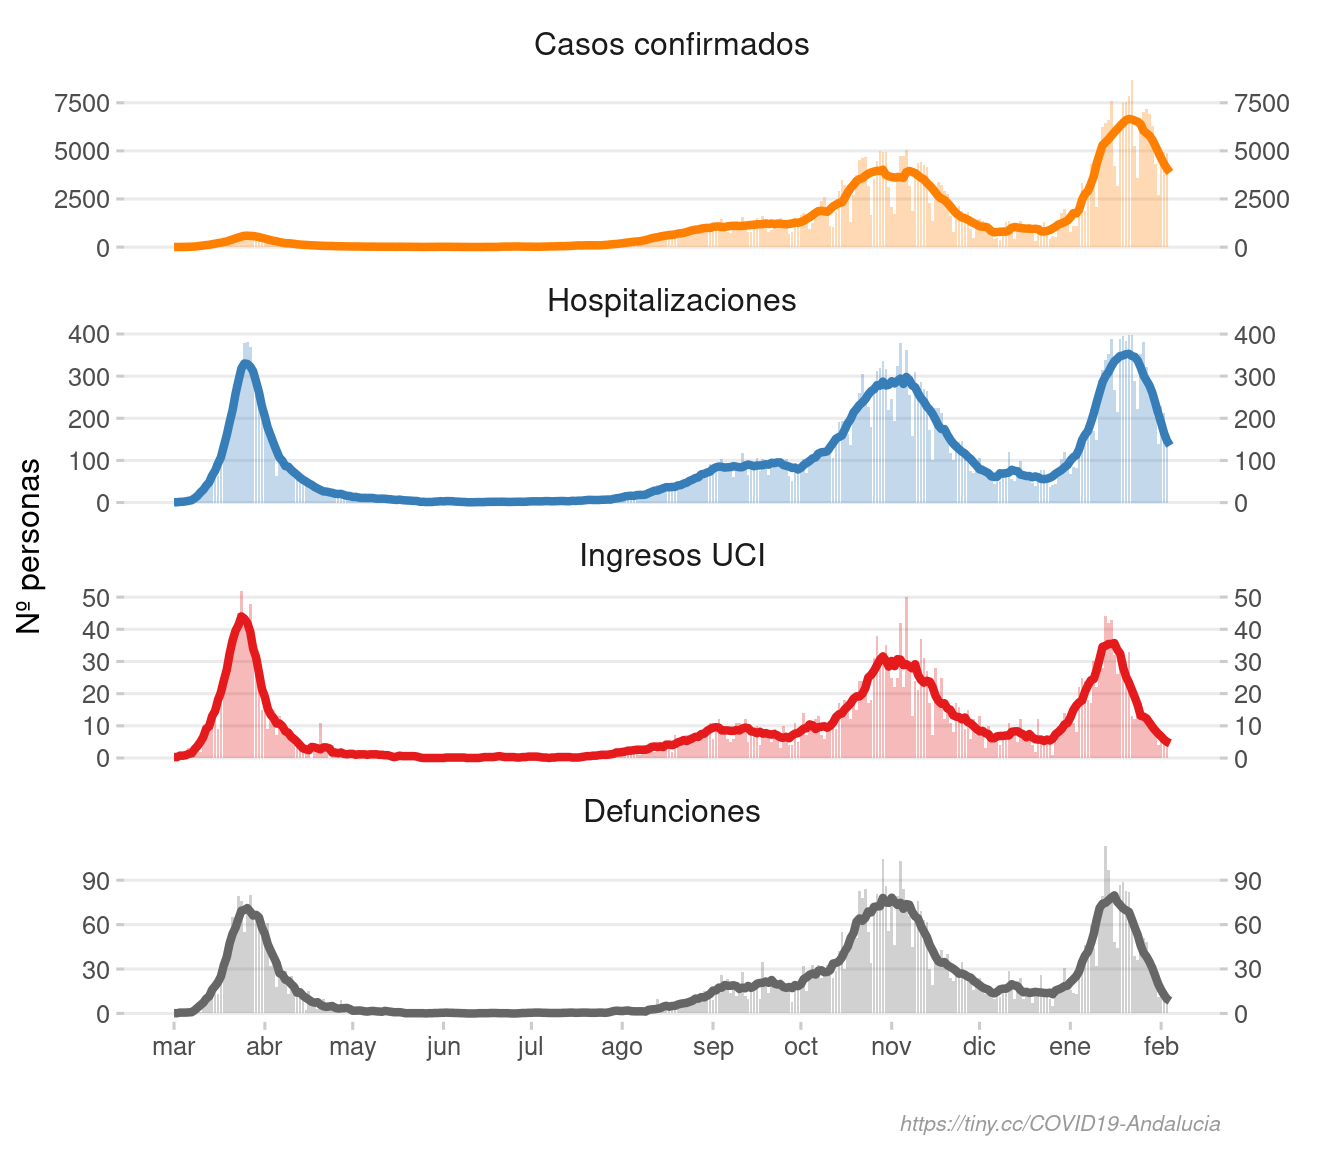 Casos confirmados
7500 7500
5000 5000
2500 2500
0 0
Hospitalizaciones
400 400
300 300
200 200
100 100
0 0
Ingresos UCI
50 50
40 40
30 30
20 20
10 10
0 0
Defunciones
90 90
60 60
30 30
0 0
mar abr may jun jul ago sep oct nov dic ene feb
Nº personas
https://tiny.cc/COVID19-Andalucia